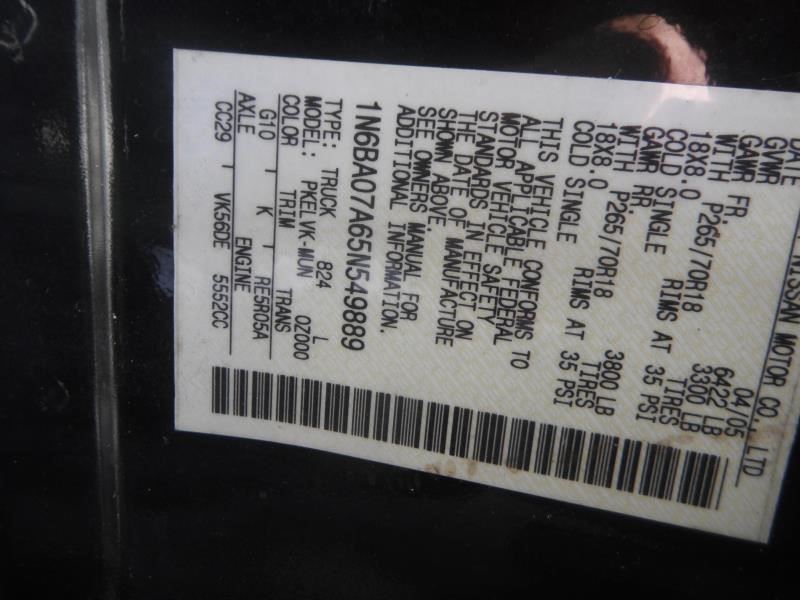 NISSAN MOTOR CO., LTD
DATE 04/05
GVWR 6422 LB
GAWR FR. 3300 LB
WITH P265/70R18 TIRES
18X8.0 RIMS AT 35 PSI
COLD SINGLE
GAWR RR. 3800 LB
WITH P265/70R18 TIRES
18X8.0 RIMS AT 35 PSI
COLD SINGLE
THIS VEHICLE CONFORMS TO
ALL APPLICABLE FEDERAL
MOTOR VEHICLE SAFETY
STANDARDS IN EFFECT ON
THE DATE OF MANUFACTURE
SHOWN ABOVE.
SEE OWNERS MANUAL FOR
ADDITIONAL INFORMATION.
1N6BA07A65N549889
TYPE: TRUCK 824 L
MODEL: PKELVK-MUN OZ000
COLOR TRIM TRANS
G10 K RE5R05A
AXLE ENGINE
CC29 VK56DE 5552CC